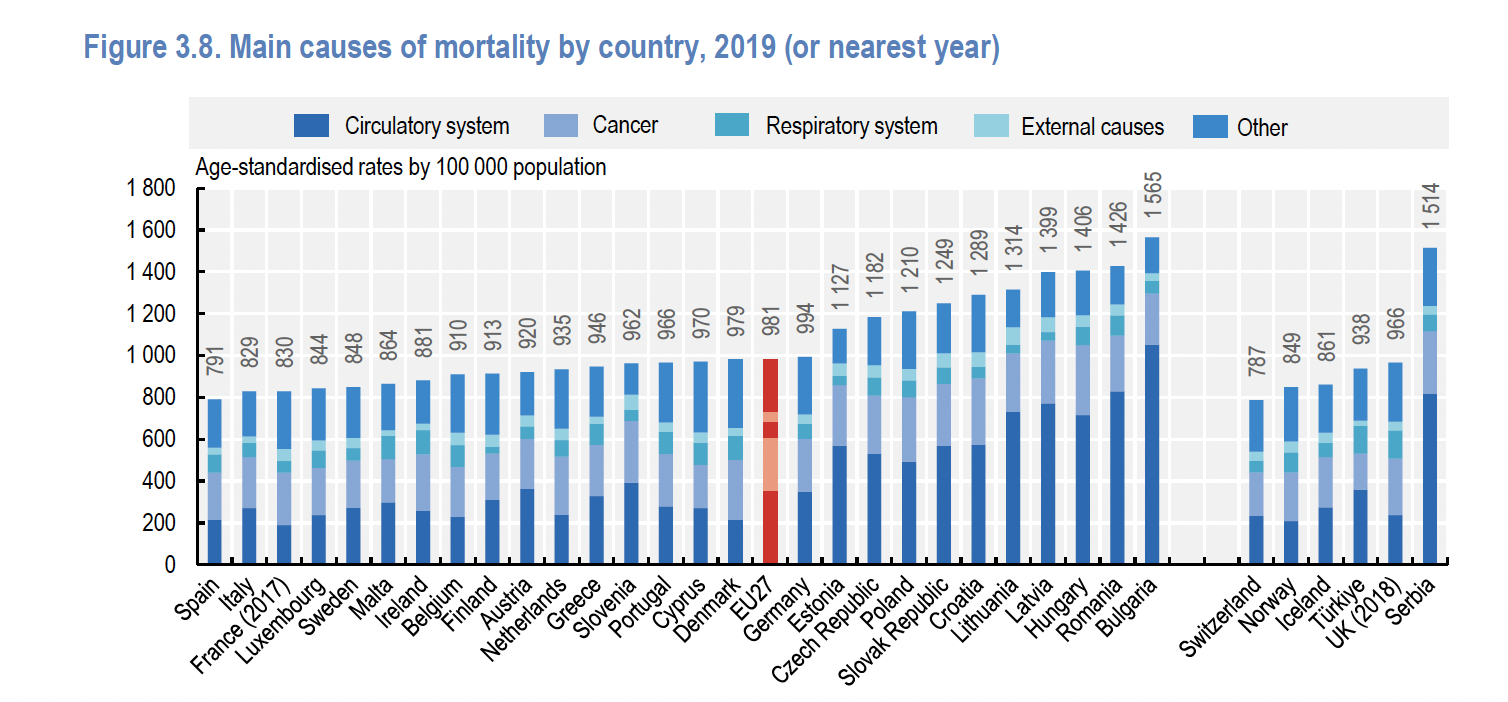 Figure 3.8. Main causes of mortality by country, 2019 (or nearest year)
Circulatory system Cancer Respiratory system External causes Other
Age-standardised rates by 100 000 population
1 800
1 600
1 400
1 200
1 000
800
600
400
200
0
791 829 830 844 848 864 881 910 913 920 935 946 962 966 970 979 981 994 1 127 1 182 1 210 1 249 1 289 1 314 1 399 1 406 1 426 1 565 787 849 861 938 966 1 514
Spain Italy France (2017) Luxembourg Sweden Malta Ireland Belgium Finland Austria Netherlands Greece Slovenia Portugal Cyprus Denmark EU27 Germany Estonia Czech Republic Poland Slovak Republic Croatia Lithuania Latvia Hungary Romania Bulgaria Switzerland Norway Iceland Türkiye UK (2018) Serbia